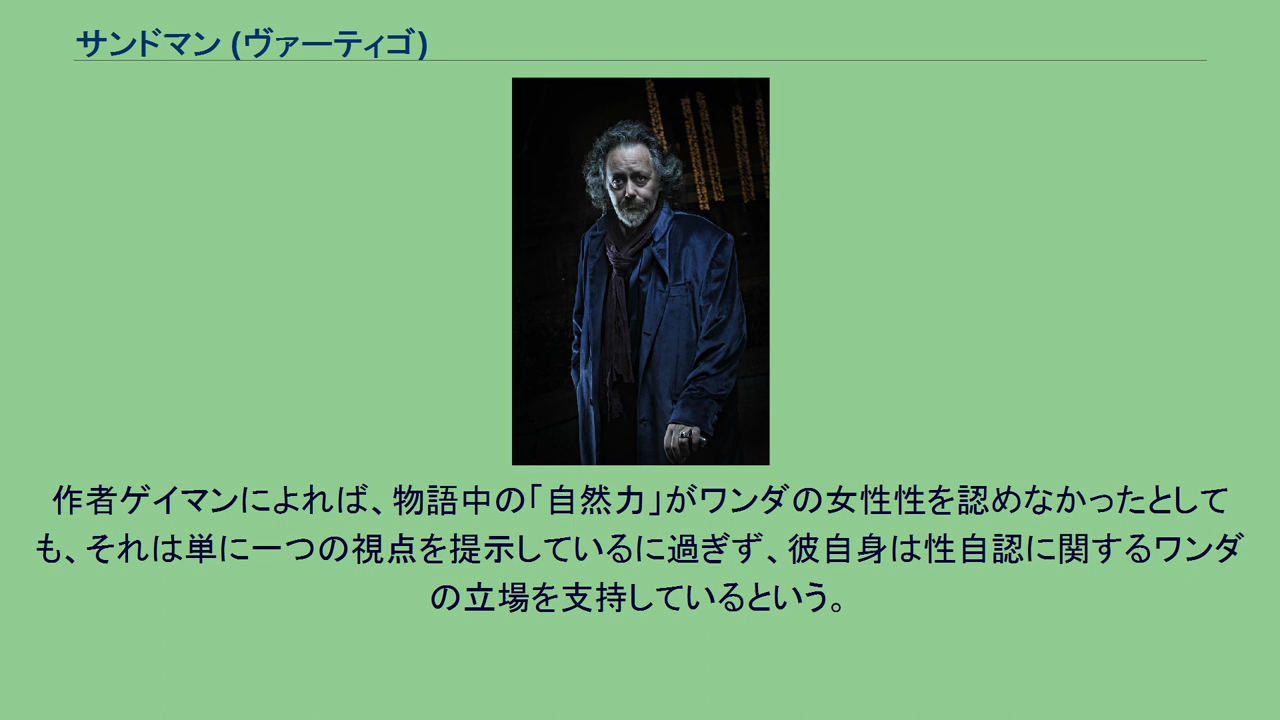 サンドマン (ヴァーティゴ)
作者ゲイマンによれば、物語中の「自然力」がワンダの女性性を認めなかったとして
も、それは単に一つの視点を提示しているに過ぎず、彼自身は性自認に関するワンダ
の立場を支持しているという。